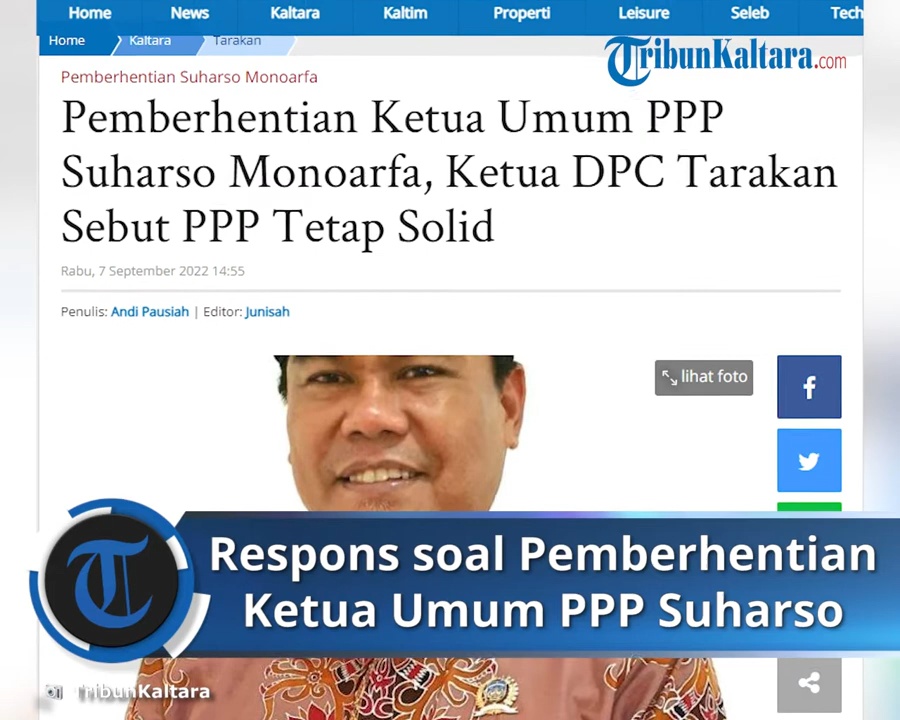 Home News Kaltara Kaltim Properti Leisure Seleb Tech
Home Kaltara Tarakan
TribunKaltara.com
Pemberhentian Suharso Monoarfa
Pemberhentian Ketua Umum PPP
Suharso Monoarfa, Ketua DPC Tarakan
Sebut PPP Tetap Solid
Rabu, 7 September 2022 14:55
Penulis: Andi Pausiah | Editor: Junisah
lihat foto
Respons soal Pemberhentian
Ketua Umum PPP Suharso
TribunKaltara